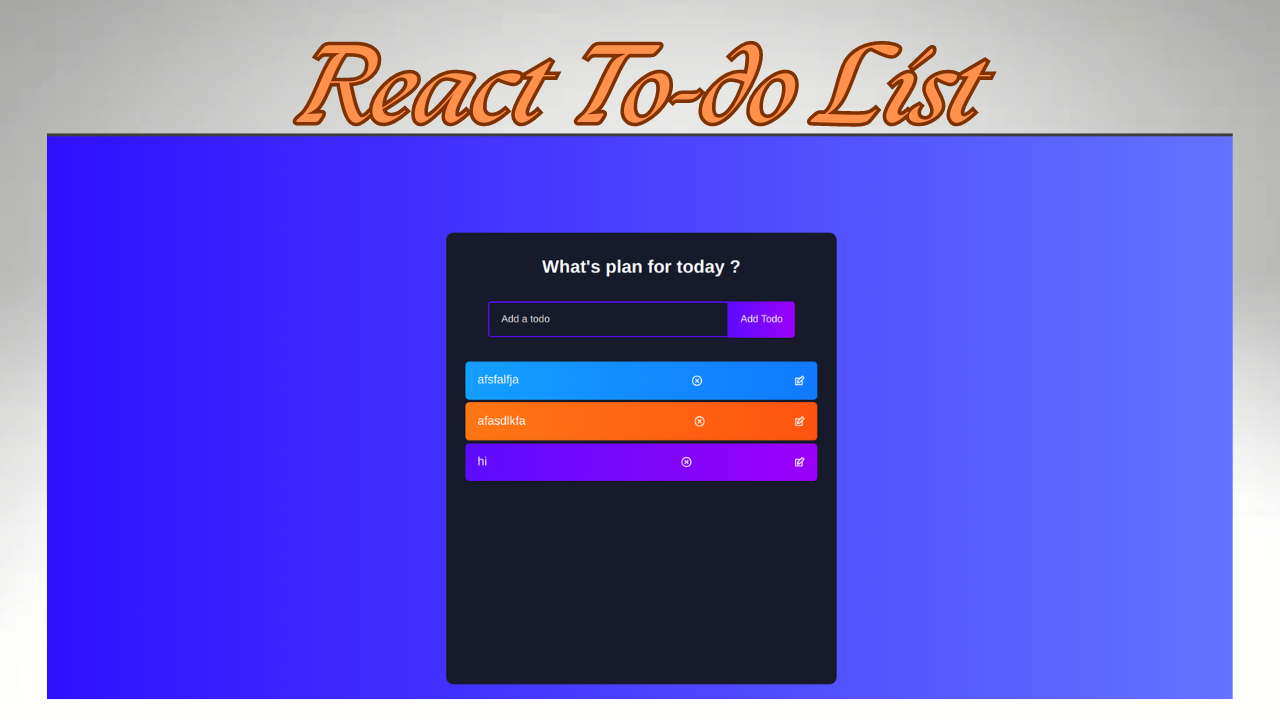 React To-do List
What's plan for today ?
Add a todo
Add Todo
afsfalfja
afasdlkfa
hi